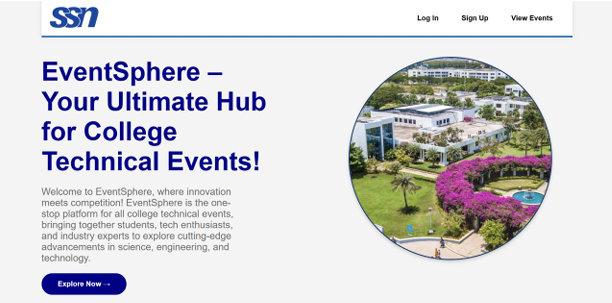 ssn
Log In Sign Up View Events
EventSphere –
Your Ultimate Hub
for College
Technical Events!
Welcome to EventSphere, where innovation
meets competition! EventSphere is the one-
stop platform for all college technical events,
bringing together students, tech enthusiasts,
and industry experts to explore cutting-edge
advancements in science, engineering, and
technology.
Explore Now →